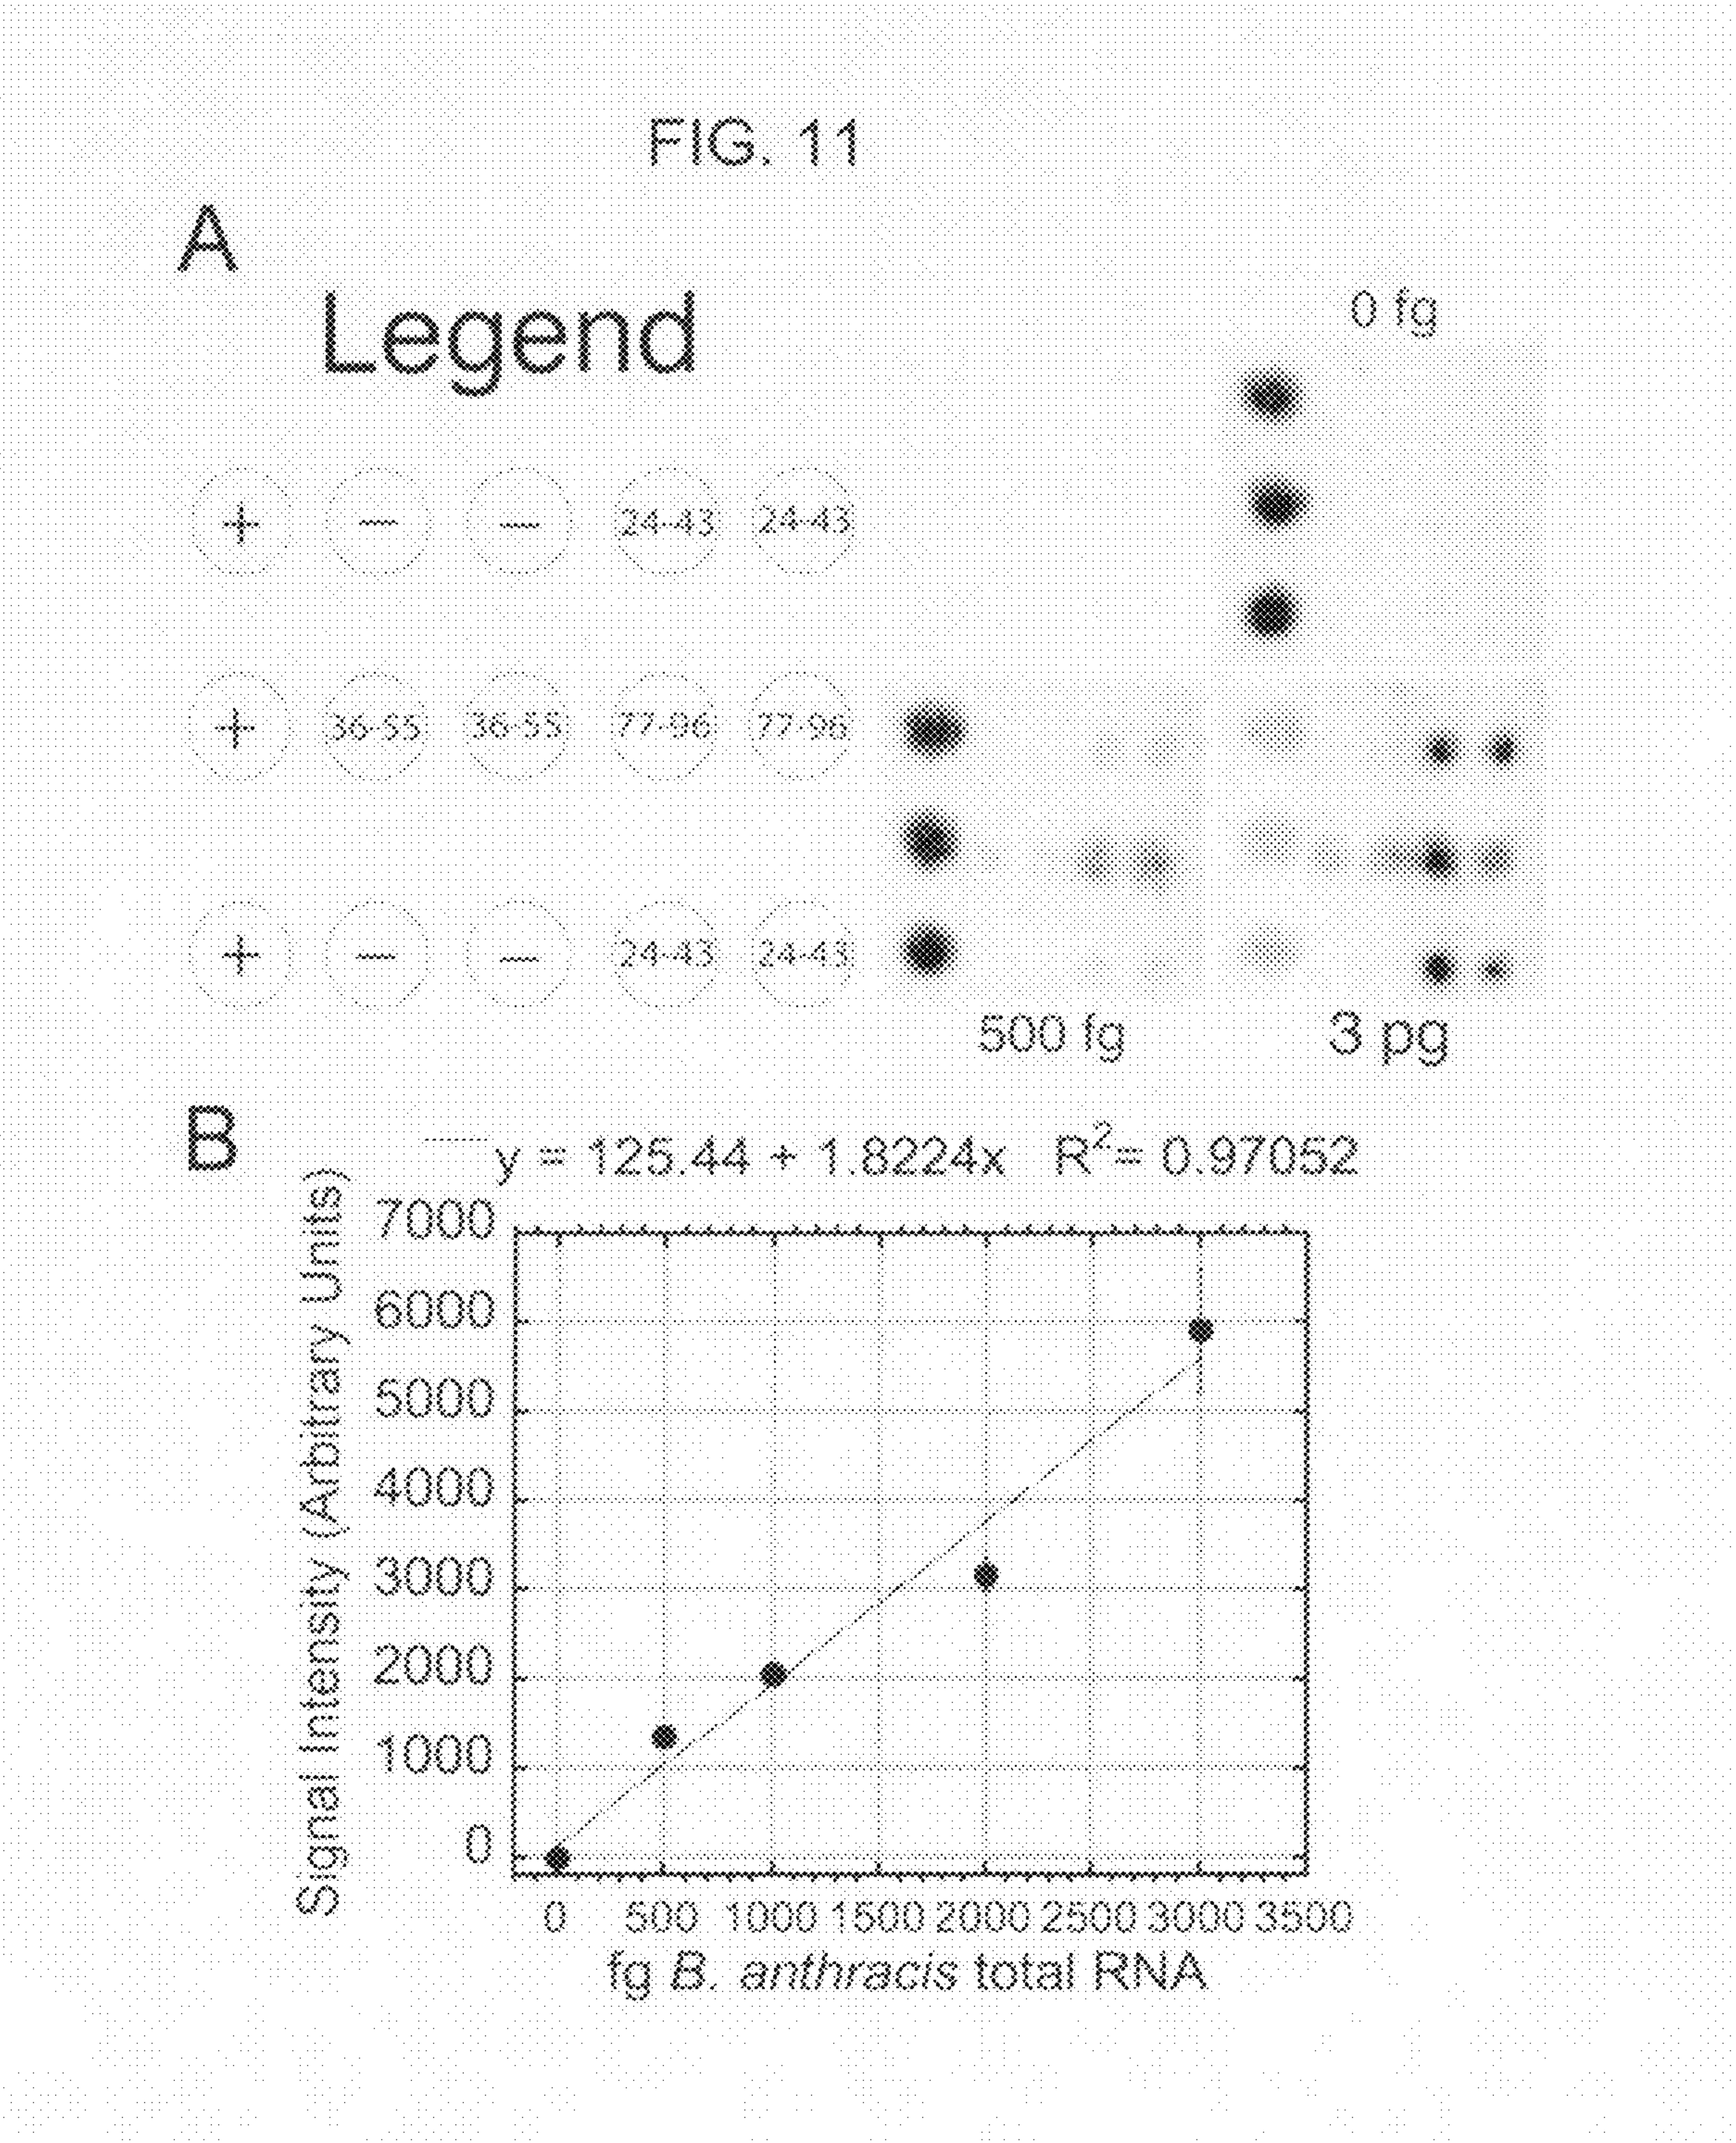 FIG. 11
A
Legend
0 fg
+ − − 24-43 24-43
+ 36-55 36-55 77-96 77-96
+ − − 24-43 24-43
500 fg 3 pg
B
y = 125.44 + 1.8224x R²= 0.97052
Signal Intensity (Arbitrary Units)
7000
6000
5000
4000
3000
2000
1000
0
0 500 1000 1500 2000 2500 3000 3500
fg B. anthracis total RNA